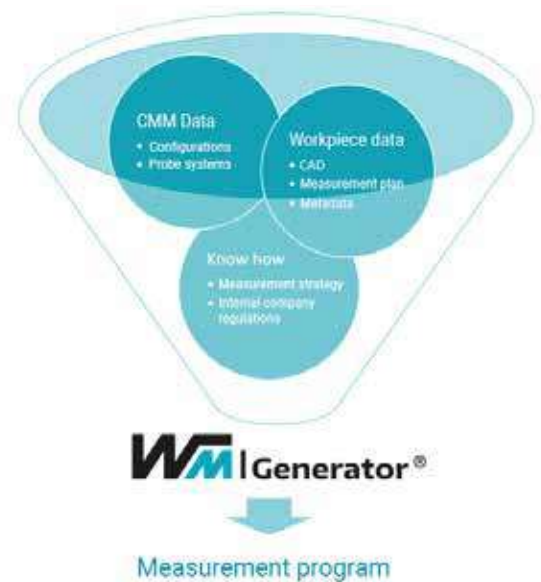 CMM Data
• Configurations
• Probe systems
Workpiece data
• CAD
• Measurement plan
• Metadata
Know how
• Measurement strategy
• Internal company
regulations
WM | Generator ®
Measurement program